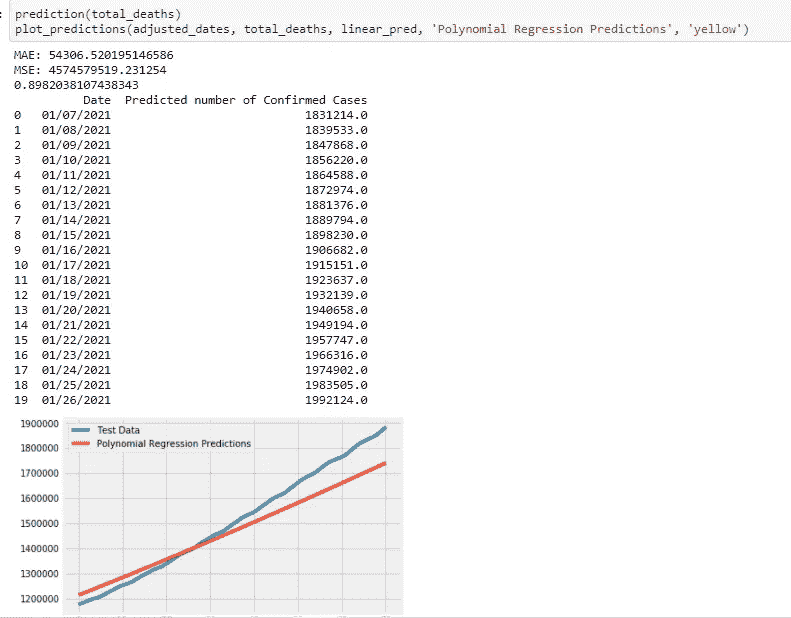 prediction(total_deaths)
plot_predictions(adjusted_dates, total_deaths, linear_pred, 'Polynomial Regression Predictions', 'yellow')
MAE: 54306.520195146586
MSE: 4574579519.231254
0.8982038107438343
Date Predicted number of Confirmed Cases
0 01/07/2021 1831214.0
1 01/08/2021 1839533.0
2 01/09/2021 1847868.0
3 01/10/2021 1856220.0
4 01/11/2021 1864588.0
5 01/12/2021 1872974.0
6 01/13/2021 1881376.0
7 01/14/2021 1889794.0
8 01/15/2021 1898230.0
9 01/16/2021 1906682.0
10 01/17/2021 1915151.0
11 01/18/2021 1923637.0
12 01/19/2021 1932139.0
13 01/20/2021 1940658.0
14 01/21/2021 1949194.0
15 01/22/2021 1957747.0
16 01/23/2021 1966316.0
17 01/24/2021 1974902.0
18 01/25/2021 1983505.0
19 01/26/2021 1992124.0
1900000
Test Data
Polynomial Regression Predictions
1800000
1700000
1600000
1500000
1400000
1300000
1200000